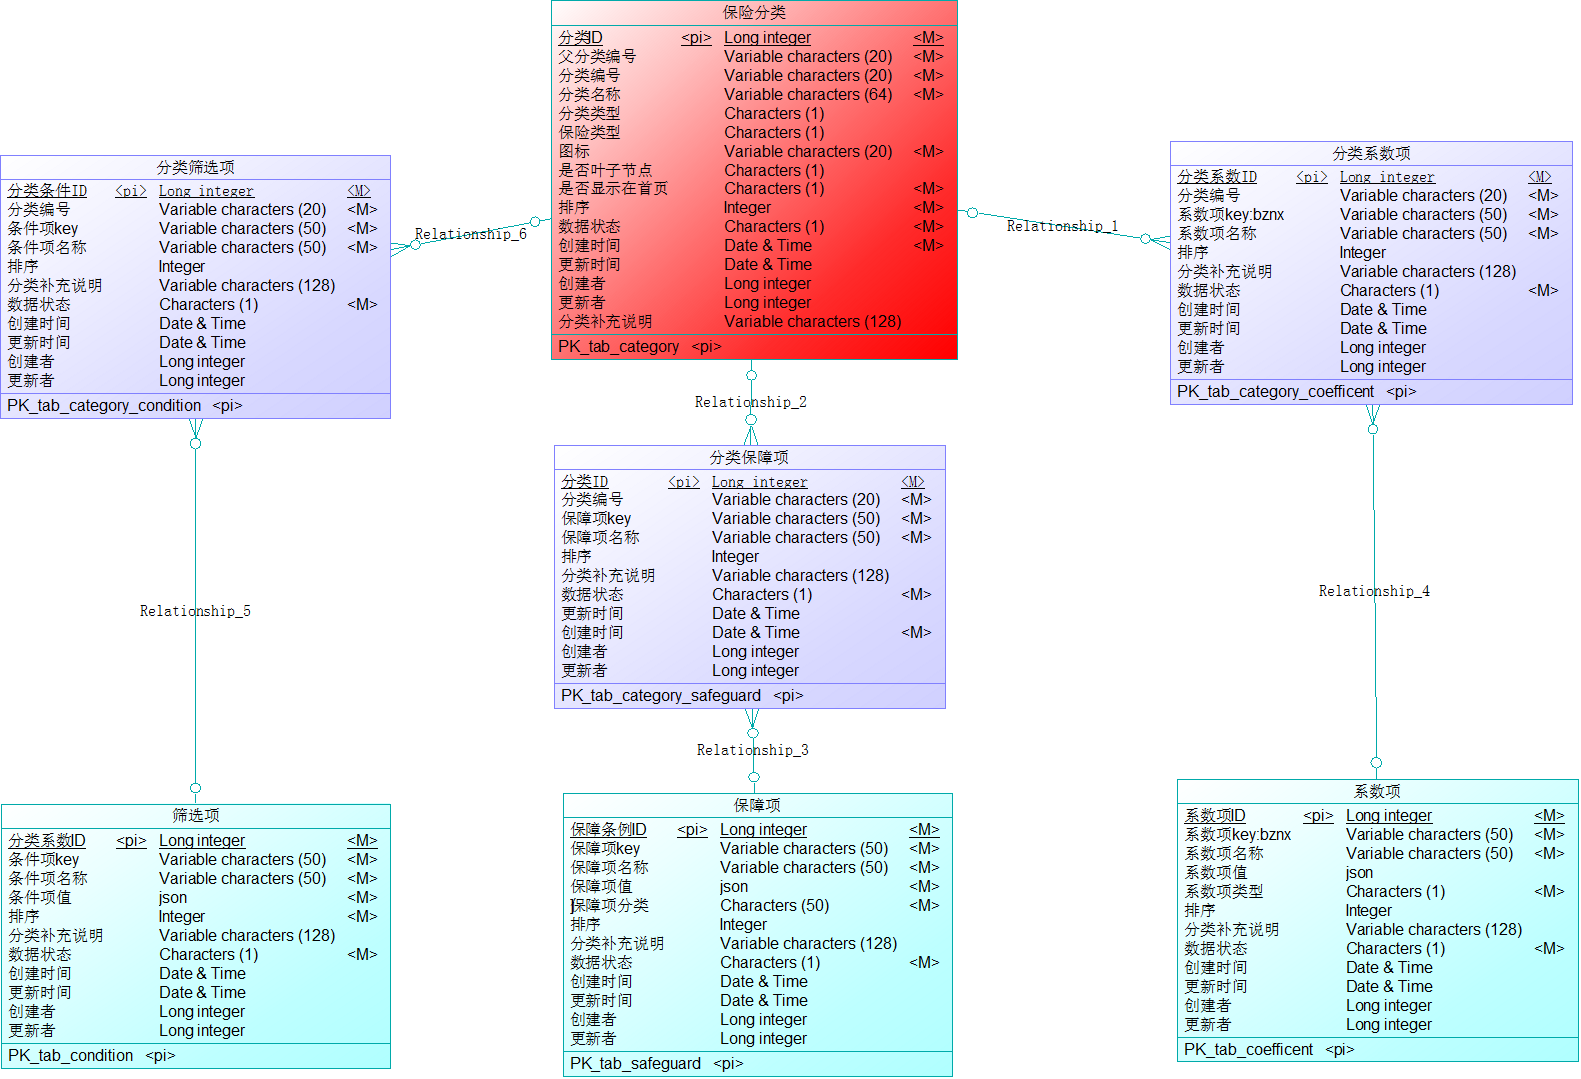 保险分类
分类ID <pi> Long integer <M>
父分类编号 Variable characters (20) <M>
分类编号 Variable characters (20) <M>
分类名称 Variable characters (64) <M>
分类类型 Characters (1)
保险类型 Characters (1)
图标 Variable characters (20) <M>
是否叶子节点 Characters (1)
是否显示在首页 Characters (1) <M>
排序 Integer <M>
数据状态 Characters (1) <M>
创建时间 Date & Time <M>
更新时间 Date & Time
创建者 Long integer
更新者 Long integer
分类补充说明 Variable characters (128)
PK_tab_category <pi>
分类筛选项
分类条件ID <pi> Long integer <M>
分类编号 Variable characters (20) <M>
条件项key Variable characters (50) <M>
条件项名称 Variable characters (50) <M>
排序 Integer
分类补充说明 Variable characters (128)
数据状态 Characters (1) <M>
创建时间 Date & Time
更新时间 Date & Time
创建者 Long integer
更新者 Long integer
PK_tab_category_condition <pi>
Relationship_6
Relationship_1
分类系数项
分类系数ID <pi> Long integer <M>
分类编号 Variable characters (20) <M>
系数项key:bznx Variable characters (50) <M>
系数项名称 Variable characters (50) <M>
排序 Integer
分类补充说明 Variable characters (128)
数据状态 Characters (1) <M>
创建时间 Date & Time
更新时间 Date & Time
创建者 Long integer
更新者 Long integer
PK_tab_category_coefficent <pi>
Relationship_2
分类保障项
分类ID <pi> Long integer <M>
分类编号 Variable characters (20) <M>
保障项key Variable characters (50) <M>
保障项名称 Variable characters (50) <M>
排序 Integer
分类补充说明 Variable characters (128)
数据状态 Characters (1) <M>
更新时间 Date & Time
创建时间 Date & Time <M>
创建者 Long integer
更新者 Long integer
PK_tab_category_safeguard <pi>
Relationship_5
Relationship_3
Relationship_4
筛选项
分类系数ID <pi> Long integer <M>
条件项key Variable characters (50) <M>
条件项名称 Variable characters (50) <M>
条件项值 json <M>
排序 Integer <M>
分类补充说明 Variable characters (128)
数据状态 Characters (1) <M>
创建时间 Date & Time
更新时间 Date & Time
创建者 Long integer
更新者 Long integer
PK_tab_condition <pi>
保障项
保障条例ID <pi> Long integer <M>
保障项key Variable characters (50) <M>
保障项名称 Variable characters (50) <M>
保障项值 json <M>
保障项分类 Characters (50) <M>
排序 Integer
分类补充说明 Variable characters (128)
数据状态 Characters (1) <M>
创建时间 Date & Time
更新时间 Date & Time
创建者 Long integer
更新者 Long integer
PK_tab_safeguard <pi>
系数项
系数项ID <pi> Long integer <M>
系数项key:bznx Variable characters (50) <M>
系数项名称 Variable characters (50) <M>
系数项值 json
系数项类型 Characters (1) <M>
排序 Integer
分类补充说明 Variable characters (128)
数据状态 Characters (1) <M>
创建时间 Date & Time
更新时间 Date & Time
创建者 Long integer
更新者 Long integer
PK_tab_coefficent <pi>